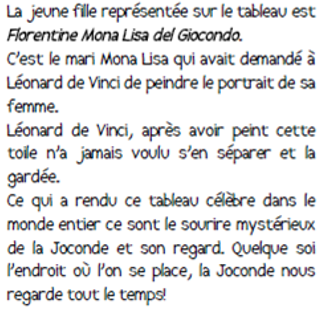 La jeune fille représentée sur le tableau est
Florentine Mona Lisa del Giocondo.
C'est le mari Mona Lisa qui avait demandé à
Léonard de Vinci de peindre le portrait de sa
femme.
Léonard de Vinci, après avoir peint cette
toile n'a jamais voulu s'en séparer et la
gardée.
Ce qui a rendu ce tableau célèbre dans le
monde entier ce sont le sourire mystérieux
de la Joconde et son regard. Quelque soi
l'endroit où l'on se place, la Joconde nous
regarde tout le temps!